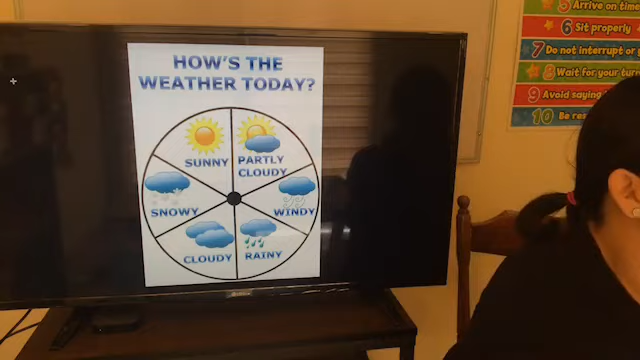 HOW'S THE
WEATHER TODAY?
SUNNY
PARTLY
CLOUDY
SNOWY
WINDY
CLOUDY
RAINY
5 Arrive on time
6 Sit properly
7 Do not interrupt or
8 Wait for your turn
9 Avoid saying
10 Be